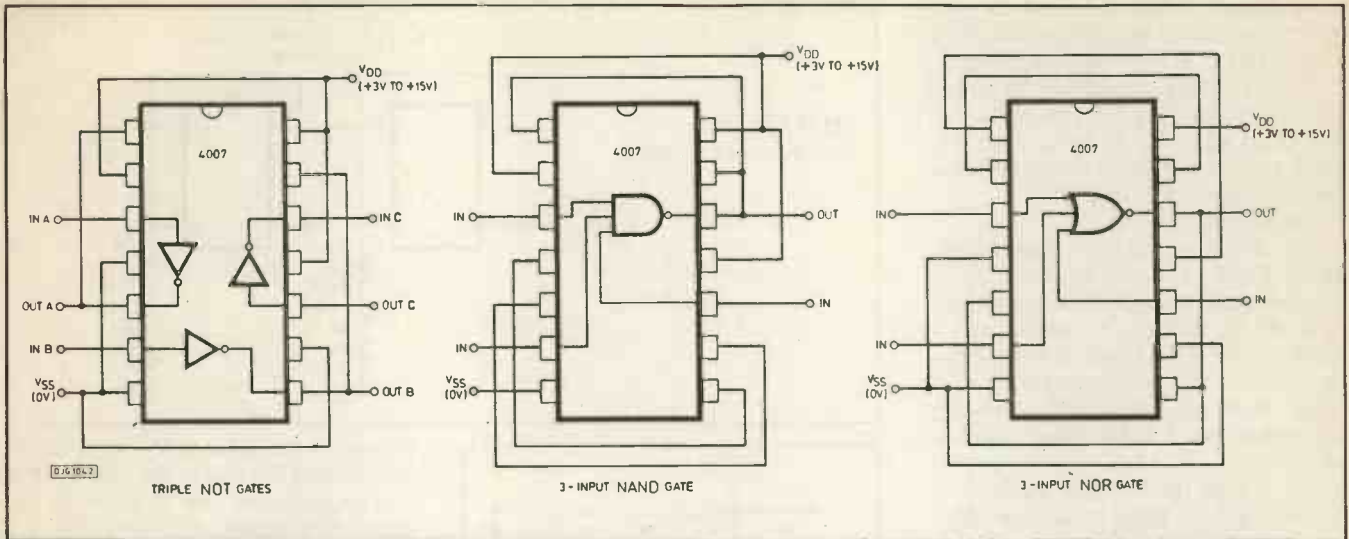 VDD
(+3V TO +15V)
4007
IN A
IN C
OUT A
OUT C
IN B
VSS
(0V)
OUT B
DJG1042
TRIPLE NOT GATES
VDD
(+3V TO +15V)
4007
IN
OUT
IN
IN
VSS
(0V)
3-INPUT NAND GATE
VDD
(+3V TO +15V)
4007
IN
OUT
IN
IN
VSS
(0V)
3-INPUT NOR GATE